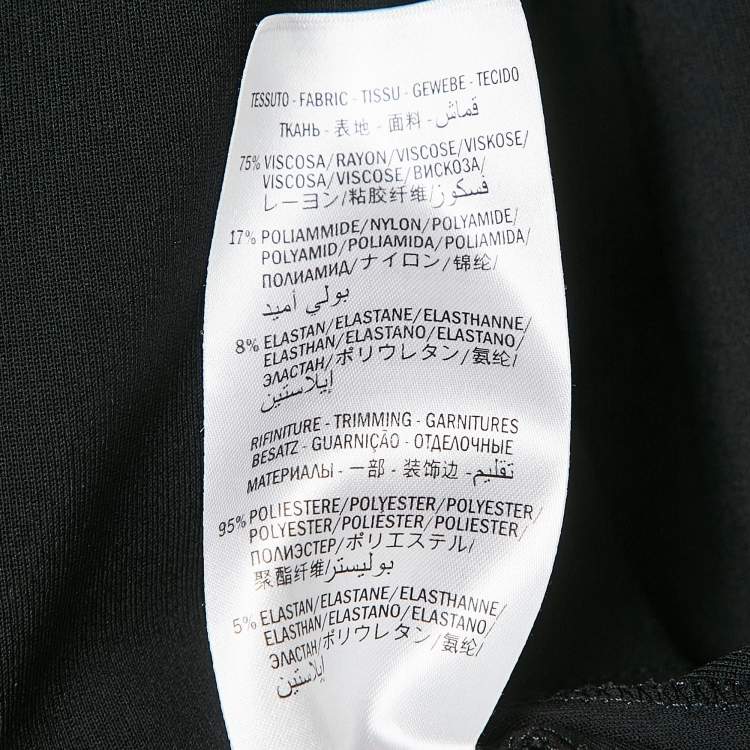 TESSUTO - FABRIC - TISSU - GEWEBE - TECIDO
ТКАНЬ - 表地 - 面料 - قماش
75% VISCOSA/RAYON/VISCOSE/VISKOSE/
VISCOSA/VISCOSE/ВИСКОЗА/
レーヨン/粘胶纤维/فسكوز
17% POLIAMMIDE/NYLON/POLYAMIDE/
POLYAMID/POLIAMIDA/POLIAMIDA/
ПОЛИАМИД/ナイロン/锦纶/
بولي أميد
8% ELASTAN/ELASTANE/ELASTHANNE/
ELASTHAN/ELASTANO/ELASTANO/
ЭЛАСТАН/ポリウレタン/氨纶/
إيلاستين
RIFINITURE - TRIMMING - GARNITURES
BESATZ - GUARNIÇÃO - ОТДЕЛОЧНЫЕ
МАТЕРИАЛЫ - 一部 - 装饰边 - تقليم
95% POLIESTERE/POLYESTER/POLYESTER/
POLYESTER/POLIÉSTER/POLIESTER/
ПОЛИЭСТЕР/ポリエステル/
聚酯纤维/بوليستر
5% ELASTAN/ELASTANE/ELASTHANNE/
ELASTHAN/ELASTANO/ELASTANO/
ЭЛАСТАН/ポリウレタン/氨纶/
إيلاستين